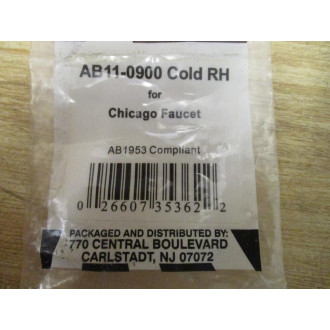 AB11-0900 Cold RH
for
Chicago Faucet
AB1953 Compliant
0 26607 35362 2
PACKAGED AND DISTRIBUTED BY:
770 CENTRAL BOULEVARD
CARLSTADT, NJ 07072